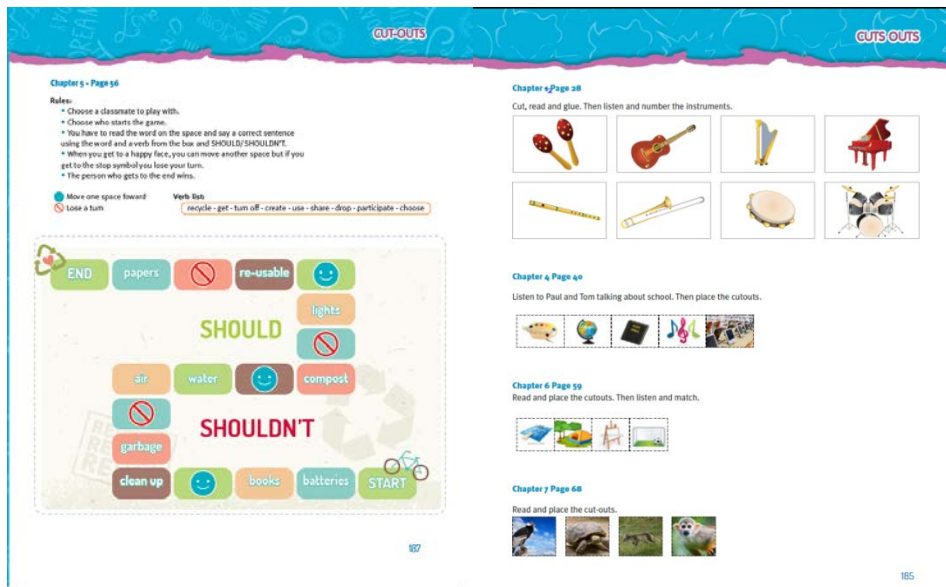 CUT-OUTS
Chapter 5 - Page 56
Rules:
• Choose a classmate to play with.
• Choose who starts the game.
• You have to read the word on the space and say a correct sentence
using the word and a verb from the box and SHOULD/ SHOULDN'T.
• When you get to a happy face, you can move another space but if you
get to the stop symbol you lose your turn.
• The person who gets to the end wins.
Move one space foward
Lose a turn
Verb list:
recycle - get - turn off - create - use - share - drop - participate - choose
END papers re-usable
lights
SHOULD
air water compost
SHOULDN'T
garbage
clean up books batteries START
187
CUTS OUTS
Page 28
Cut, read and glue. Then listen and number the instruments.
Chapter 4 Page 40
Listen to Paul and Tom talking about school. Then place the cutouts.
Chapter 6 Page 59
Read and place the cutouts. Then listen and match.
Chapter 7 Page 68
Read and place the cut-outs.
185